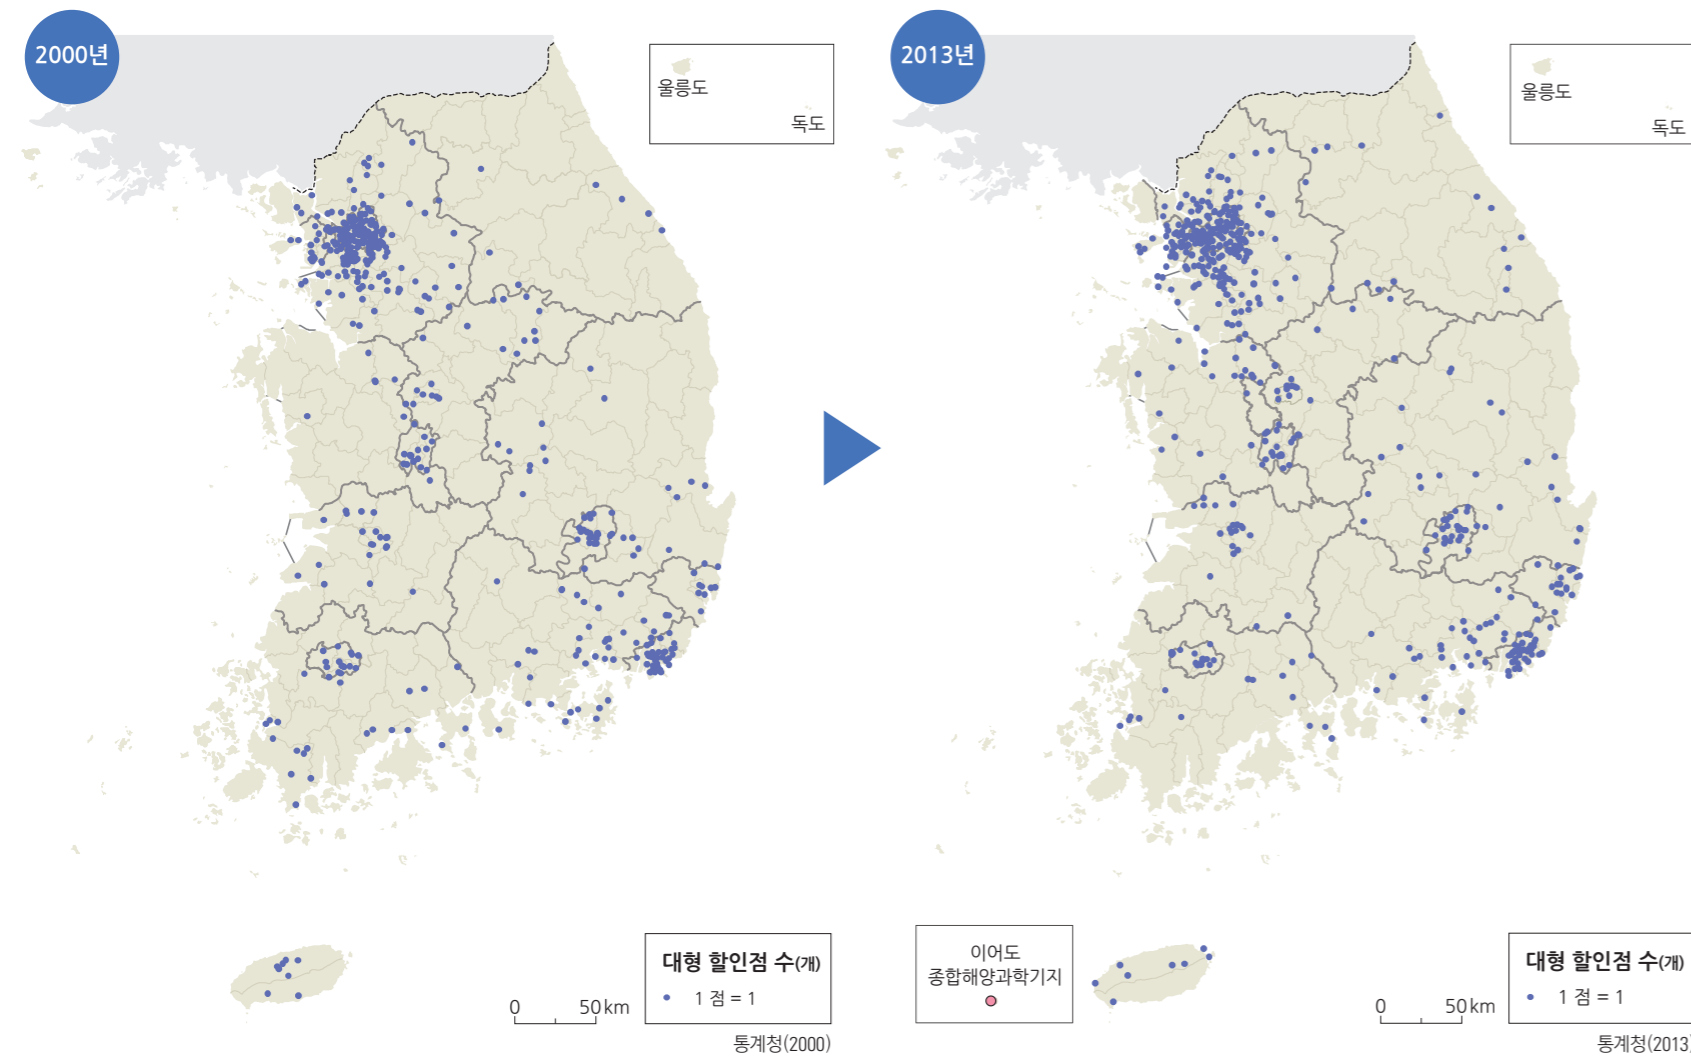 2000년
울릉도
독도
대형 할인점 수(개)
1 점 = 1
0 50 km
통계청(2000)
2013년
울릉도
독도
이어도
종합해양과학기지
대형 할인점 수(개)
1 점 = 1
0 50 km
통계청(2013)